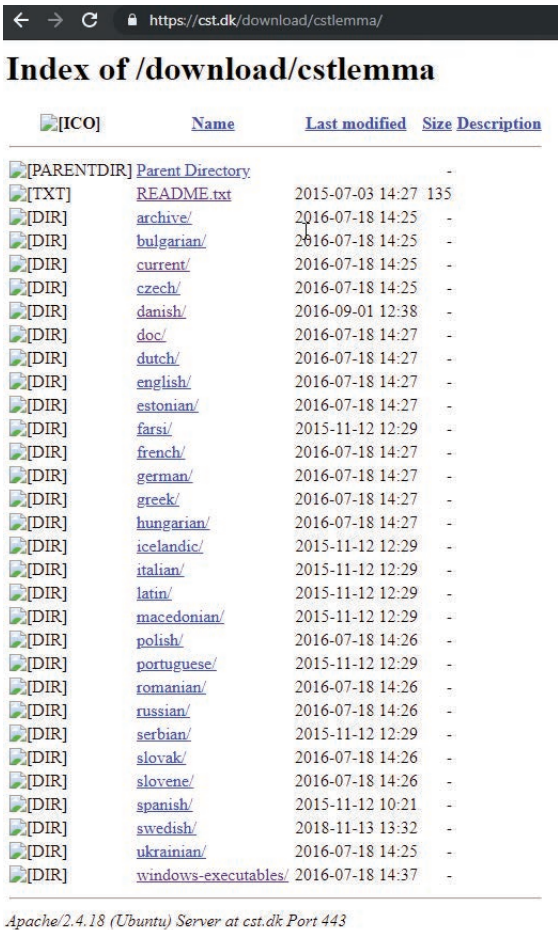 https://cst.dk/download/cstlemma/
Index of /download/cstlemma
[ICO] Name Last modified Size Description
[PARENTDIR] Parent Directory -
[TXT] README.txt 2015-07-03 14:27 135
[DIR] archive/ 2016-07-18 14:25 -
[DIR] bulgarian/ 2016-07-18 14:25 -
[DIR] current/ 2016-07-18 14:25 -
[DIR] czech/ 2016-07-18 14:25 -
[DIR] danish/ 2016-09-01 12:38 -
[DIR] doc/ 2016-07-18 14:27 -
[DIR] dutch/ 2016-07-18 14:27 -
[DIR] english/ 2016-07-18 14:27 -
[DIR] estonian/ 2016-07-18 14:27 -
[DIR] farsi/ 2015-11-12 12:29 -
[DIR] french/ 2016-07-18 14:27 -
[DIR] german/ 2016-07-18 14:27 -
[DIR] greek/ 2016-07-18 14:27 -
[DIR] hungarian/ 2016-07-18 14:27 -
[DIR] icelandic/ 2015-11-12 12:29 -
[DIR] italian/ 2015-11-12 12:29 -
[DIR] latin/ 2015-11-12 12:29 -
[DIR] macedonian/ 2015-11-12 12:29 -
[DIR] polish/ 2016-07-18 14:26 -
[DIR] portuguese/ 2015-11-12 12:29 -
[DIR] romanian/ 2016-07-18 14:26 -
[DIR] russian/ 2016-07-18 14:26 -
[DIR] serbian/ 2015-11-12 12:29 -
[DIR] slovak/ 2016-07-18 14:26 -
[DIR] slovene/ 2016-07-18 14:26 -
[DIR] spanish/ 2015-11-12 10:21 -
[DIR] swedish/ 2018-11-13 13:32 -
[DIR] ukrainian/ 2016-07-18 14:25 -
[DIR] windows-executables/ 2016-07-18 14:37 -
Apache/2.4.18 (Ubuntu) Server at cst.dk Port 443